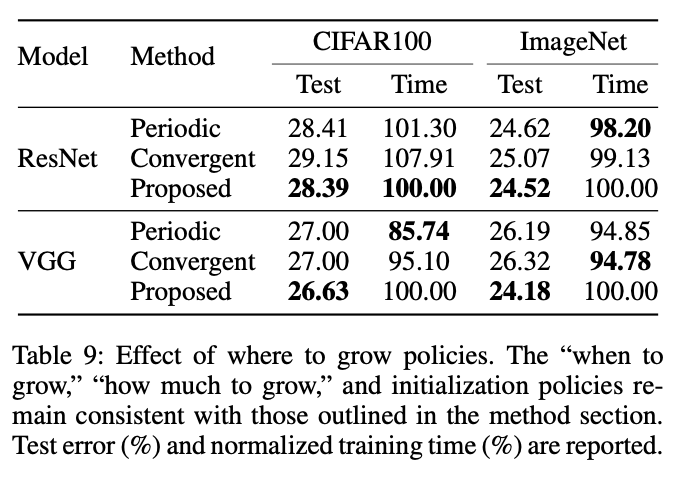 Model Method CIFAR100 ImageNet
Test Time Test Time
Periodic 28.41 101.30 24.62 98.20
ResNet Convergent 29.15 107.91 25.07 99.13
Proposed 28.39 100.00 24.52 100.00
Periodic 27.00 85.74 26.19 94.85
VGG Convergent 27.00 95.10 26.32 94.78
Proposed 26.63 100.00 24.18 100.00
Table 9: Effect of where to grow policies. The “when to
grow,” “how much to grow,” and initialization policies re-
main consistent with those outlined in the method section.
Test error (%) and normalized training time (%) are reported.